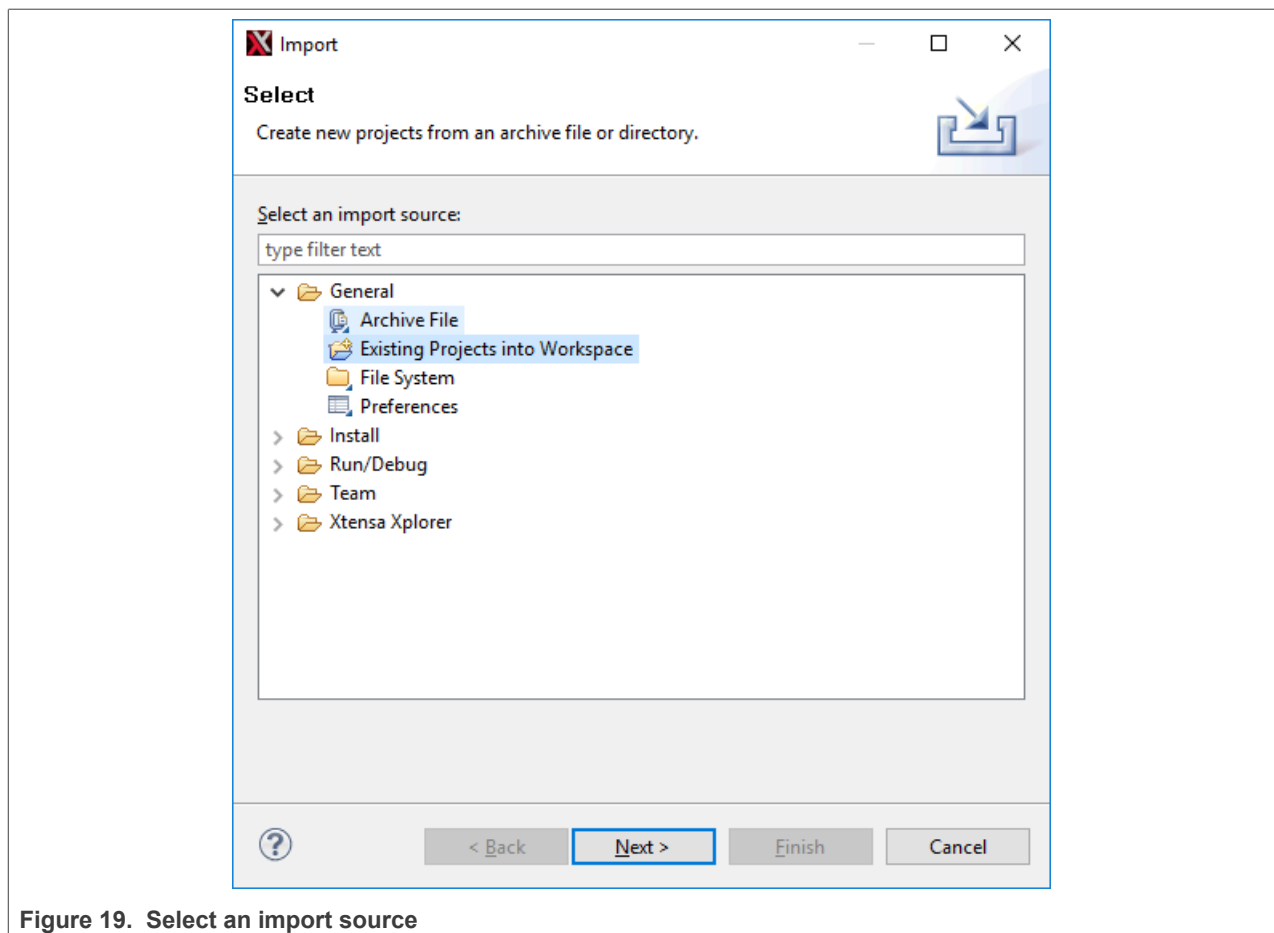 Import
Select
Create new projects from an archive file or directory.
Select an import source:
type filter text
General
Archive File
Existing Projects into Workspace
File System
Preferences
Install
Run/Debug
Team
Xtensa Xplorer
?
< Back Next > Finish Cancel
Figure 19. Select an import source